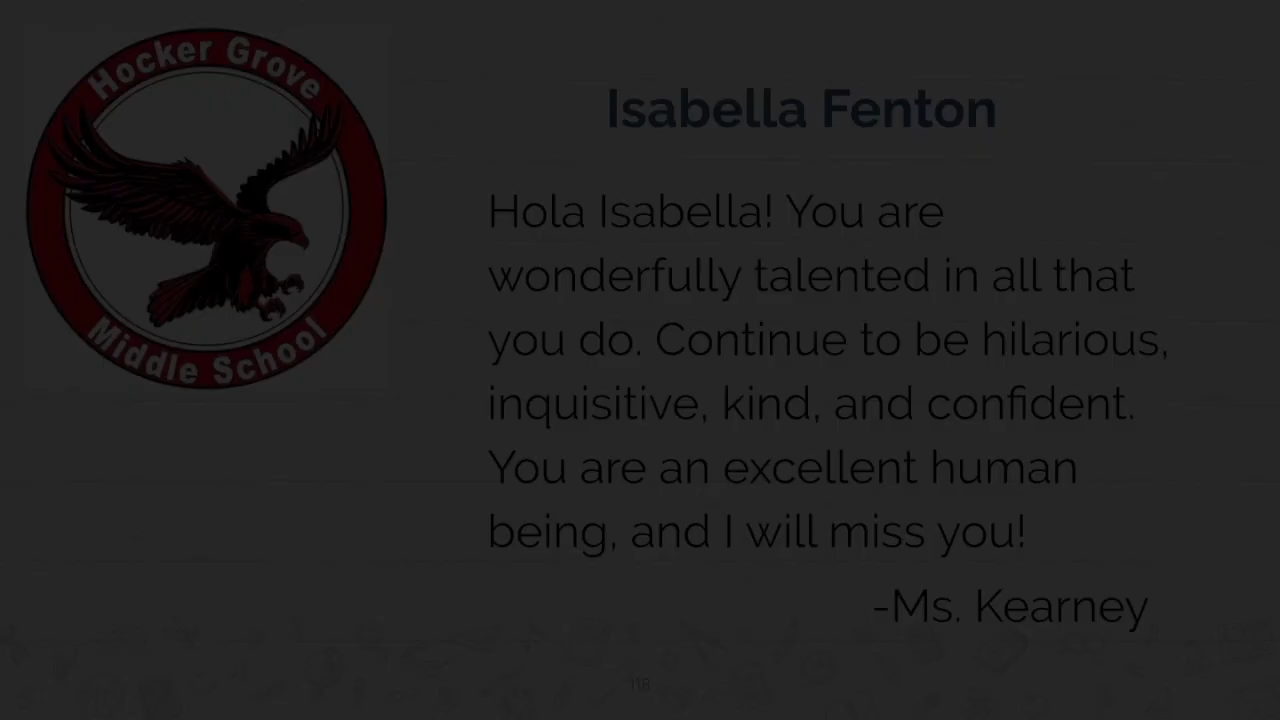 Hocker Grove
Middle School
Isabella Fenton
Hola Isabella! You are
wonderfully talented in all that
you do. Continue to be hilarious,
inquisitive, kind, and confident.
You are an excellent human
being, and I will miss you!
-Ms. Kearney
118